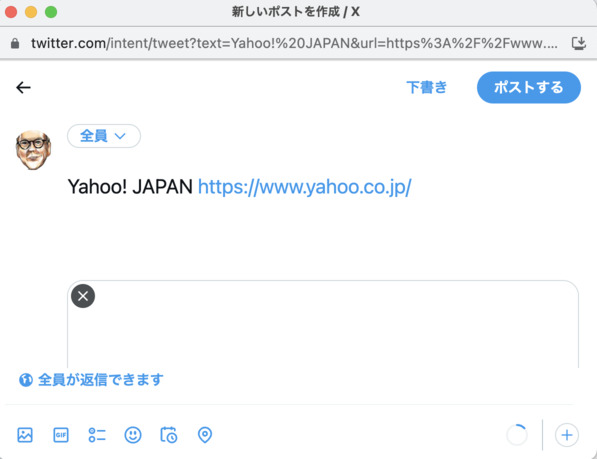 新しいポストを作成 / X
twitter.com/intent/tweet?text=Yahoo!%20JAPAN&url=https%3A%2F%2Fwww....
下書き
ポストする
全員
Yahoo! JAPAN https://www.yahoo.co.jp/
全員が返信できます
GIF